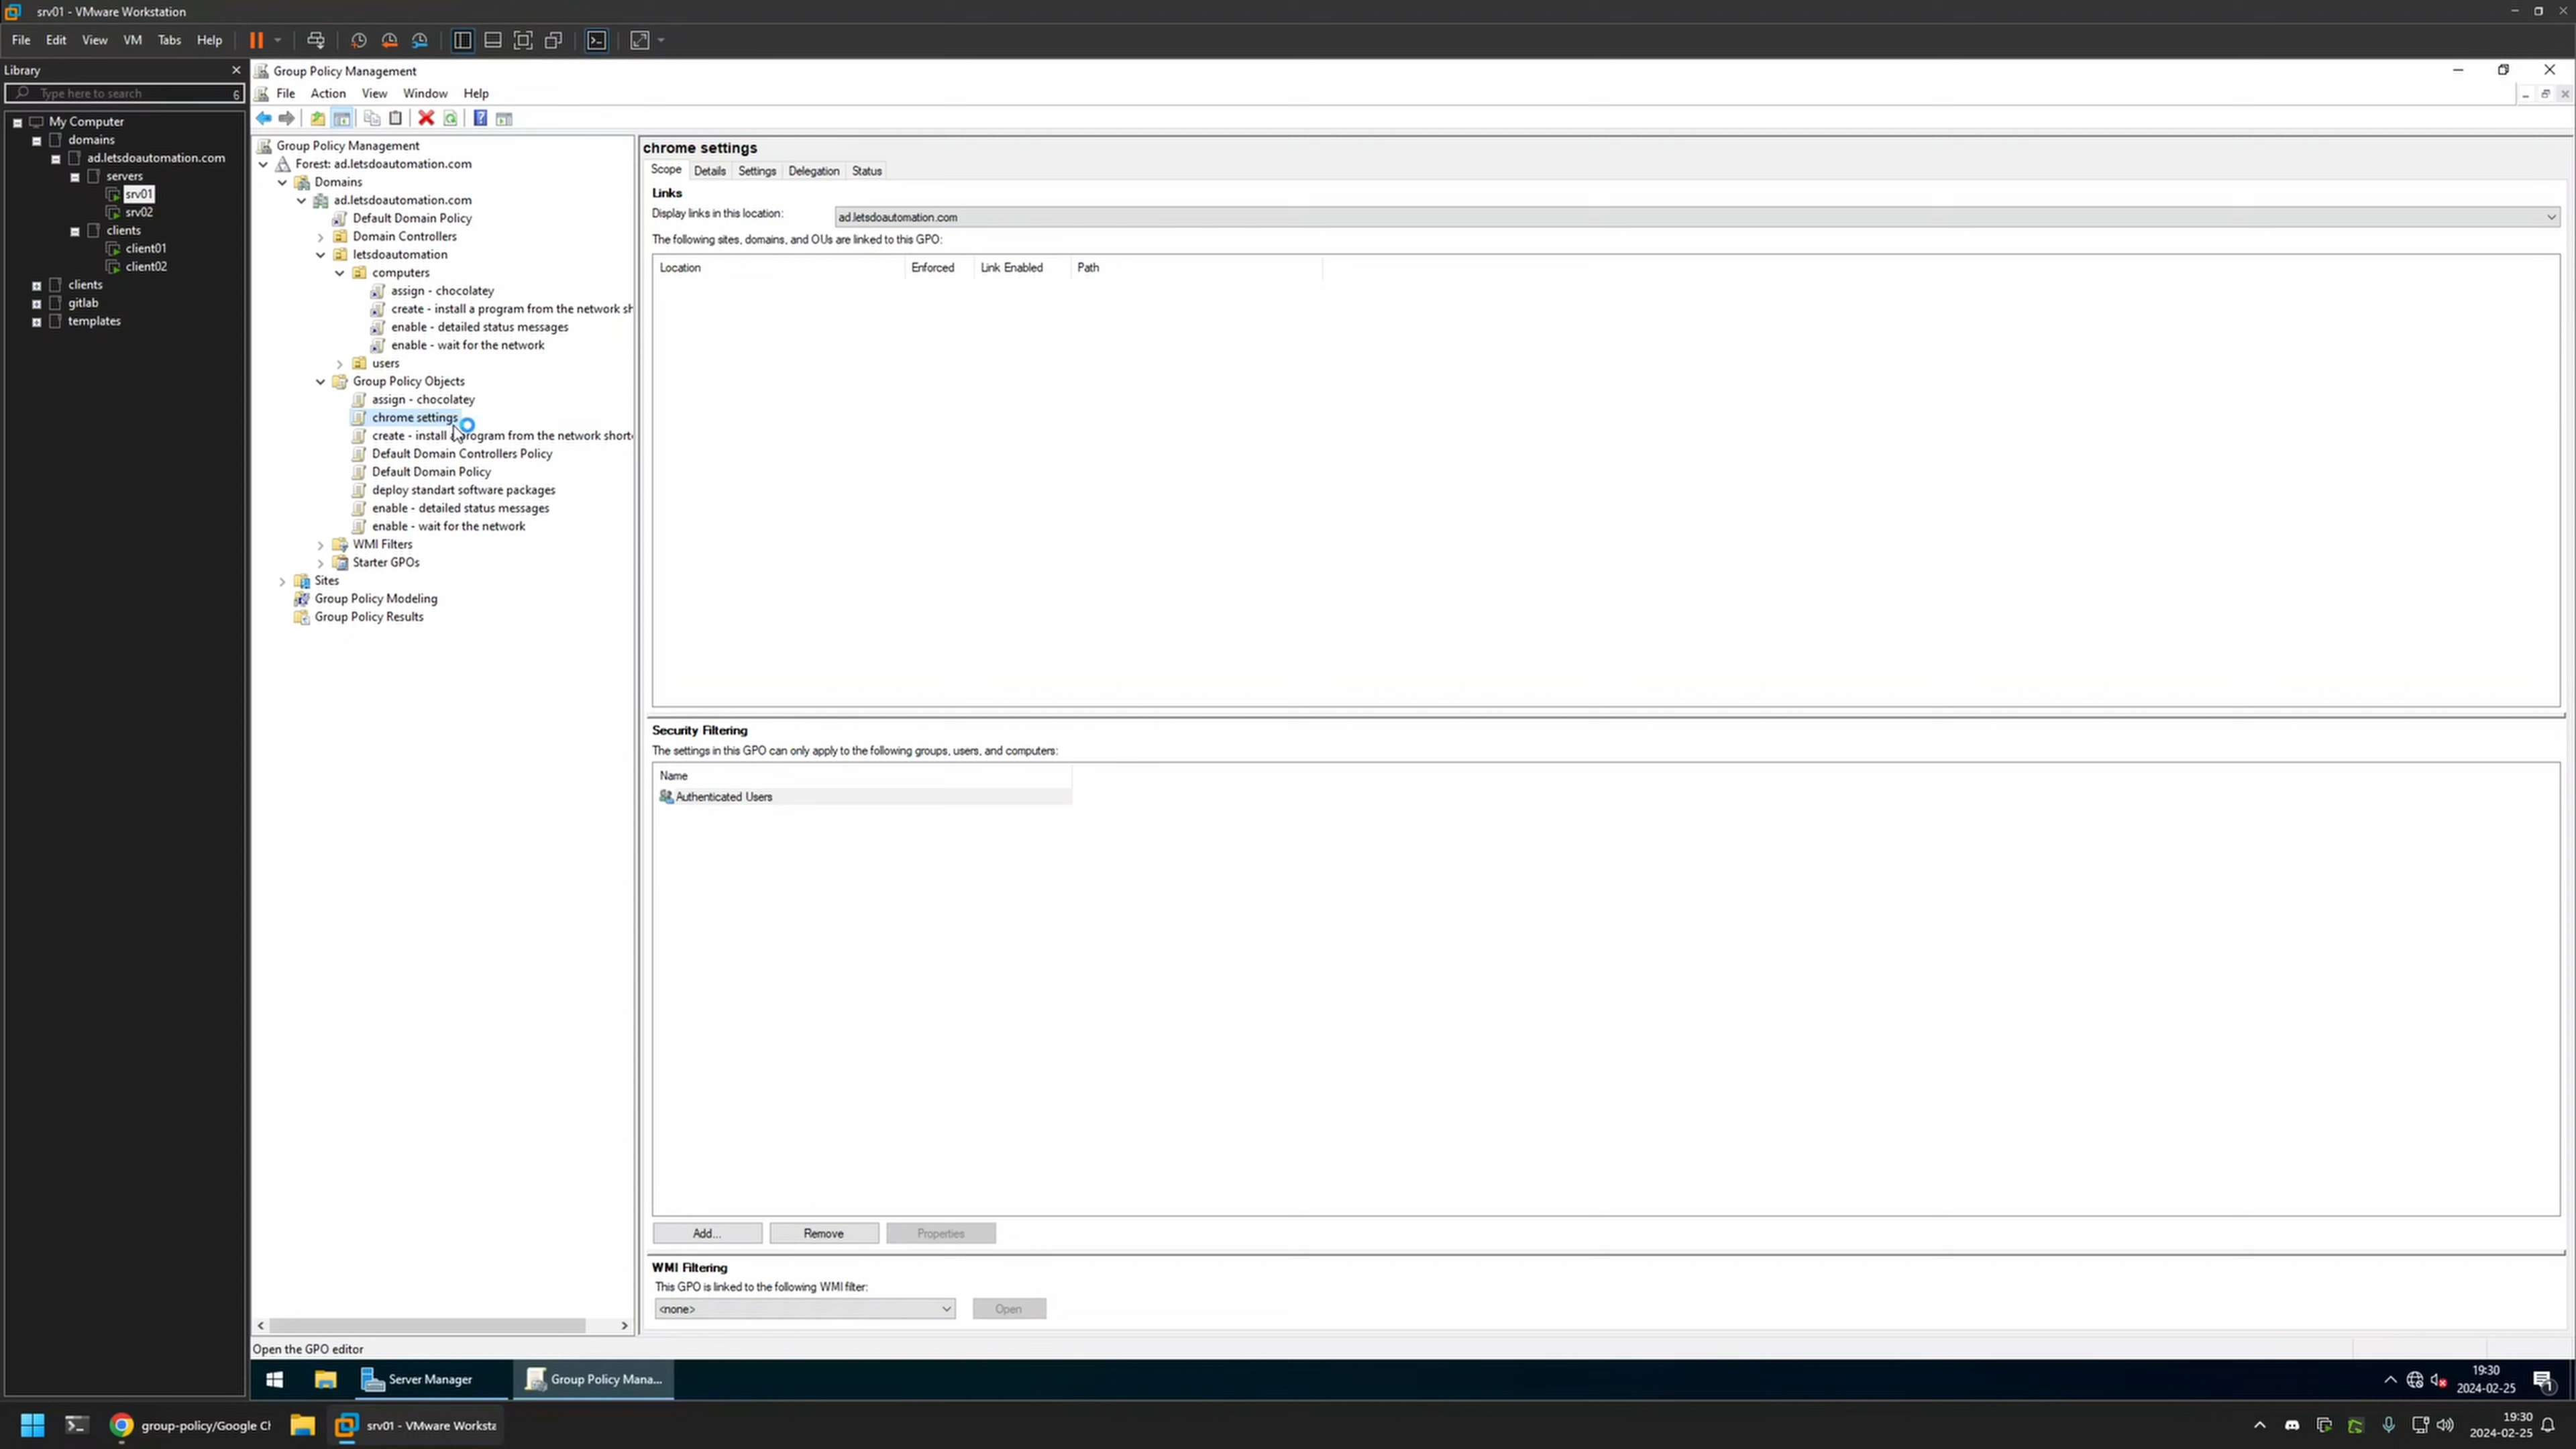 srv01 - VMware Workstation
File Edit View VM Tabs Help
Library
Type here to search 6
My Computer
domains
ad.letsdoautomation.com
servers
srv01
srv02
clients
client01
client02
clients
gitlab
templates
Group Policy Management
File Action View Window Help
Group Policy Management
Forest: ad.letsdoautomation.com
Domains
ad.letsdoautomation.com
Default Domain Policy
Domain Controllers
letsdoautomation
computers
assign - chocolatey
create - install a program from the network sh
enable - detailed status messages
enable - wait for the network
users
Group Policy Objects
assign - chocolatey
chrome settings
create - install a program from the network short
Default Domain Controllers Policy
Default Domain Policy
deploy standart software packages
enable - detailed status messages
enable - wait for the network
WMI Filters
Starter GPOs
Sites
Group Policy Modeling
Group Policy Results
chrome settings
Scope Details Settings Delegation Status
Links
Display links in this location: ad.letsdoautomation.com
The following sites, domains, and OUs are linked to this GPO:
Location Enforced Link Enabled Path
Security Filtering
The settings in this GPO can only apply to the following groups, users, and computers:
Name
Authenticated Users
Add... Remove Properties
WMI Filtering
This GPO is linked to the following WMI filter:
<none> Open
Open the GPO editor
Server Manager Group Policy Mana... 19:30
2024-02-25 1
group-policy/Google Cl srv01 - VMware Worksta 19:30
2024-02-25